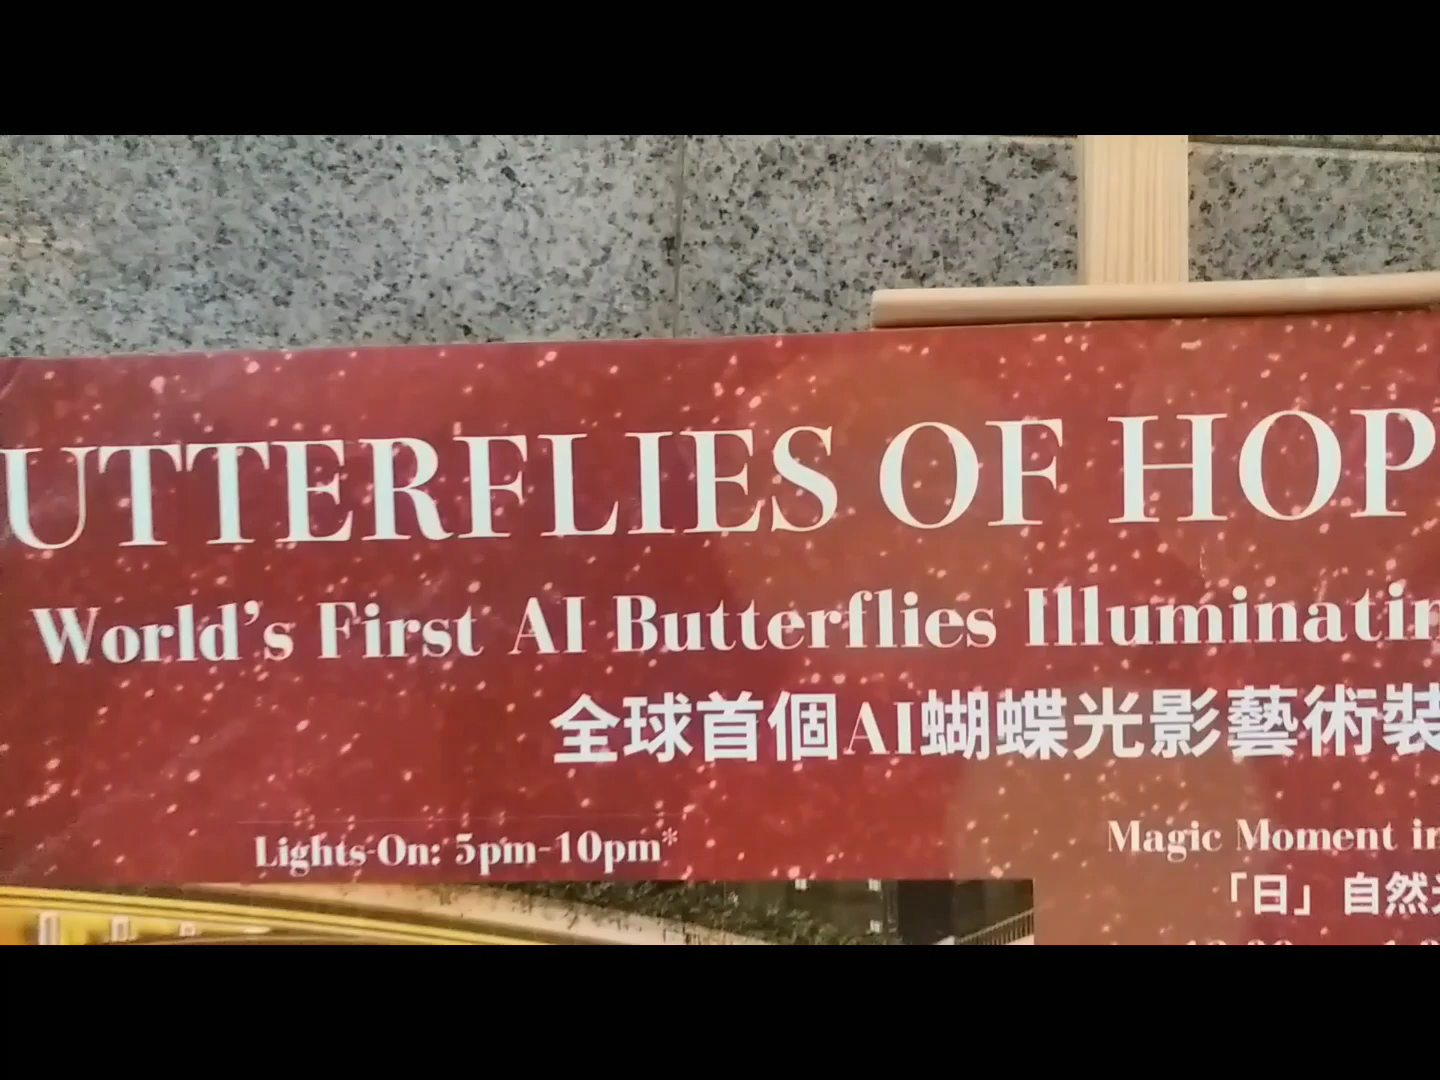 UTTERFLIES OF HOP
World's First AI Butterflies Illuminatin
全球首個AI蝴蝶光影藝術裝
Lights-On: 5pm-10pm*
Magic Moment in
「日」自然光